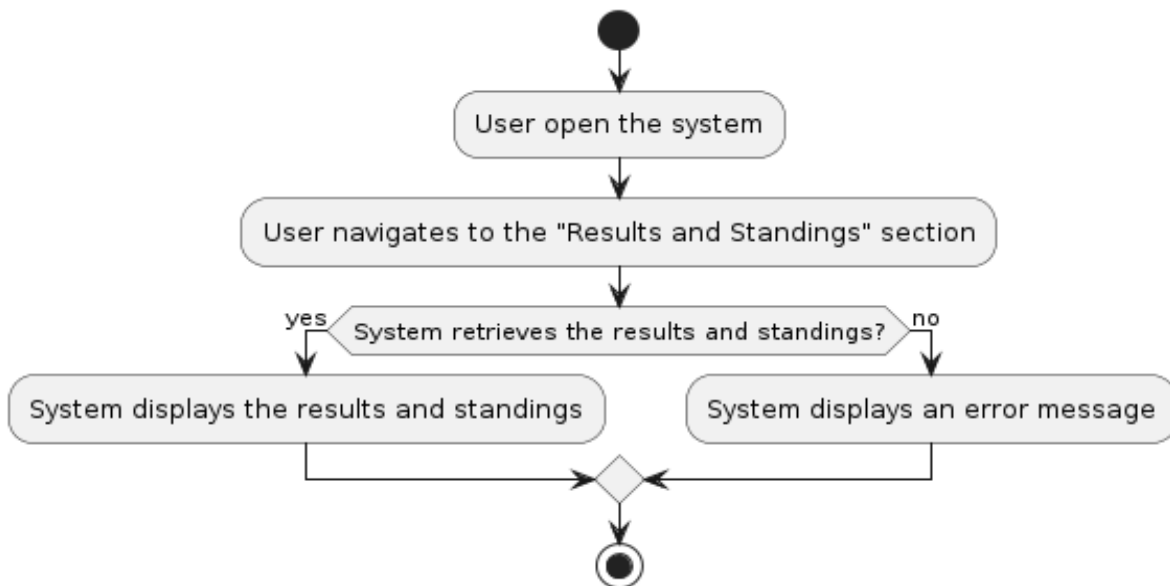 User open the system
User navigates to the "Results and Standings" section
yes
System retrieves the results and standings?
no
System displays the results and standings
System displays an error message